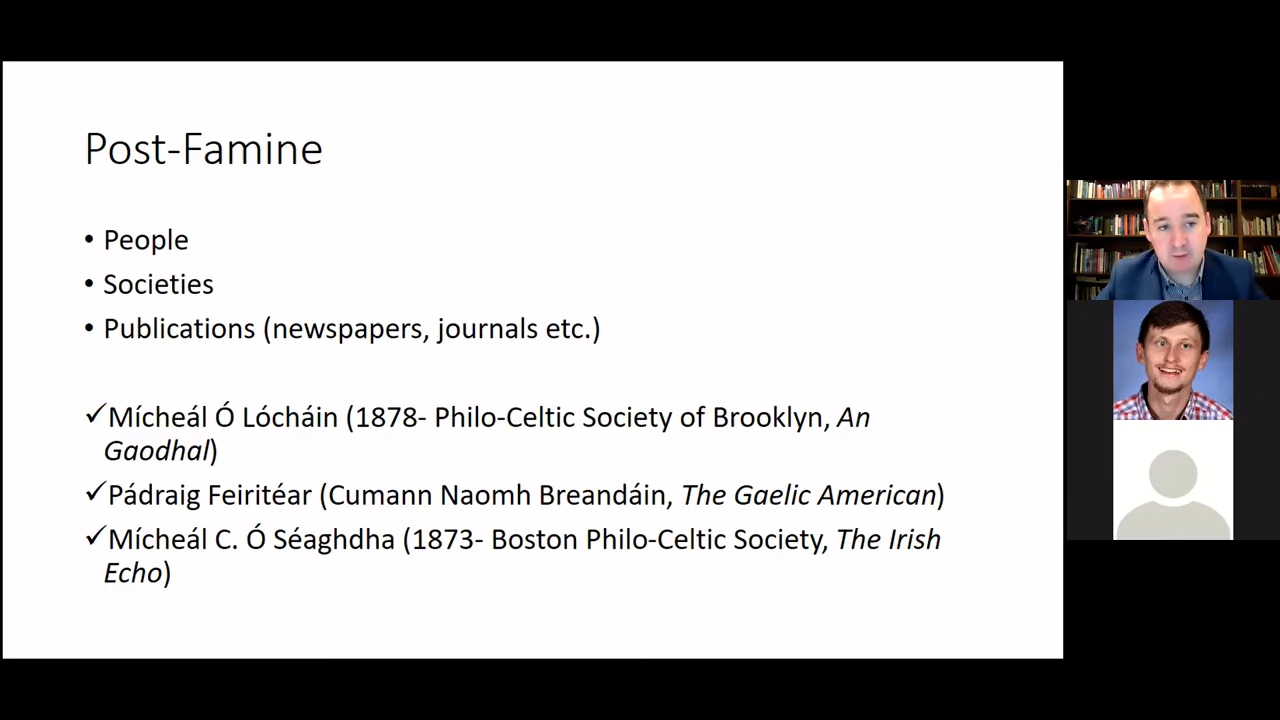 Post-Famine
• People
• Societies
• Publications (newspapers, journals etc.)
✓Mícheál Ó Lócháin (1878- Philo-Celtic Society of Brooklyn, An
Gaodhal)
✓Pádraig Feiritéar (Cumann Naomh Breandáin, The Gaelic American)
✓Mícheál C. Ó Séaghdha (1873- Boston Philo-Celtic Society, The Irish
Echo)